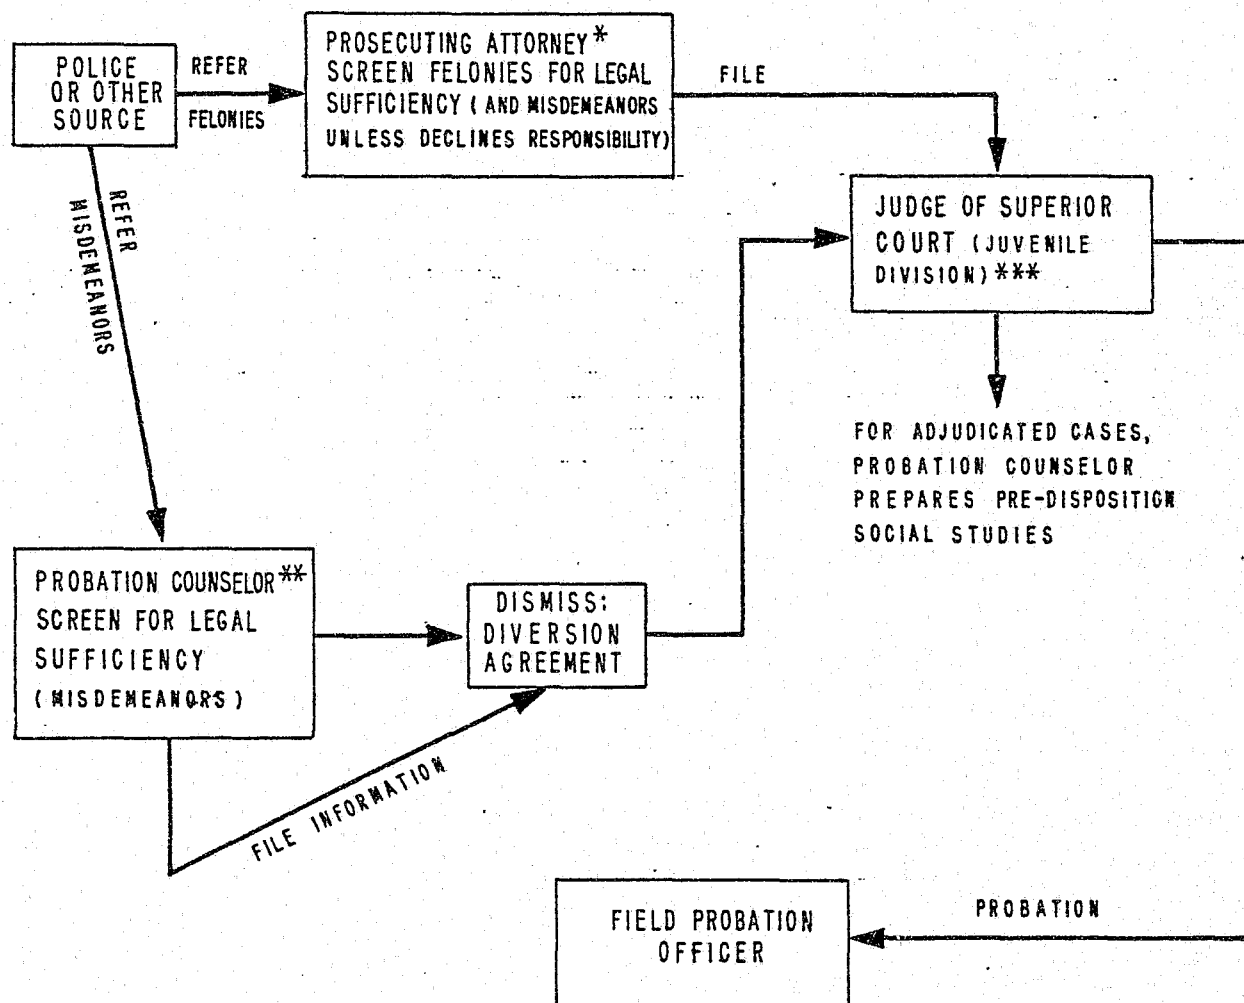 POLICE
OR OTHER
SOURCE
REFER
FELONIES
PROSECUTING ATTORNEY*
SCREEN FELONIES FOR LEGAL
SUFFICIENCY (AND MISDEMEANORS
UNLESS DECLINES RESPONSIBILITY)
FILE
JUDGE OF SUPERIOR
COURT (JUVENILE
DIVISION)***
REFER
MISDEMEANORS
FOR ADJUDICATED CASES,
PROBATION COUNSELOR
PREPARES PRE-DISPOSITION
SOCIAL STUDIES
PROBATION COUNSELOR**
SCREEN FOR LEGAL
SUFFICIENCY
(MISDEMEANORS)
DISMISS:
DIVERSION
AGREEMENT
FILE INFORMATION
FIELD PROBATION
OFFICER
PROBATION